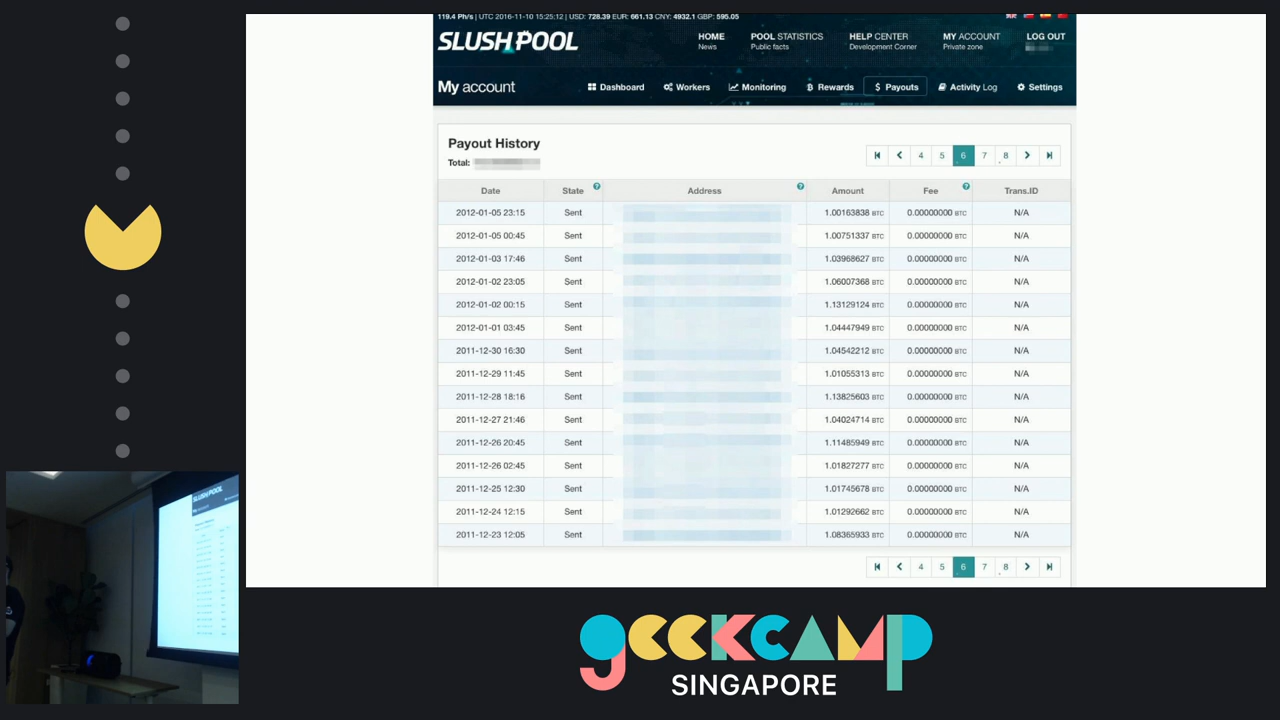 119.4 Ph/s | UTC 2016-11-10 15:25:12 | USD: 728.39 EUR: 661.13 CNY: 4932.1 GBP: 595.05
SLUSH POOL
HOME POOL STATISTICS HELP CENTER MY ACCOUNT LOG OUT
News Public facts Development Corner Private zone
My account Dashboard Workers Monitoring Rewards $ Payouts Activity Log Settings
Payout History
Total:
4 5 6 7 8
Date State Address Amount Fee Trans.ID
2012-01-05 23:15 Sent 1.00163838 BTC 0.00000000 BTC N/A
2012-01-05 00:45 Sent 1.00751337 BTC 0.00000000 BTC N/A
2012-01-03 17:46 Sent 1.03968627 BTC 0.00000000 BTC N/A
2012-01-02 23:05 Sent 1.06007368 BTC 0.00000000 BTC N/A
2012-01-02 00:15 Sent 1.13129124 BTC 0.00000000 BTC N/A
2012-01-01 03:45 Sent 1.04447949 BTC 0.00000000 BTC N/A
2011-12-30 16:30 Sent 1.04542212 BTC 0.00000000 BTC N/A
2011-12-29 11:45 Sent 1.01055313 BTC 0.00000000 BTC N/A
2011-12-28 18:16 Sent 1.13825603 BTC 0.00000000 BTC N/A
2011-12-27 21:46 Sent 1.04024714 BTC 0.00000000 BTC N/A
2011-12-26 20:45 Sent 1.11485949 BTC 0.00000000 BTC N/A
2011-12-26 02:45 Sent 1.01827277 BTC 0.00000000 BTC N/A
2011-12-25 12:30 Sent 1.01745678 BTC 0.00000000 BTC N/A
2011-12-24 12:15 Sent 1.01292662 BTC 0.00000000 BTC N/A
2011-12-23 12:05 Sent 1.08365933 BTC 0.00000000 BTC N/A
4 5 6 7 8
SLUSH POOL
geekcamp
SINGAPORE